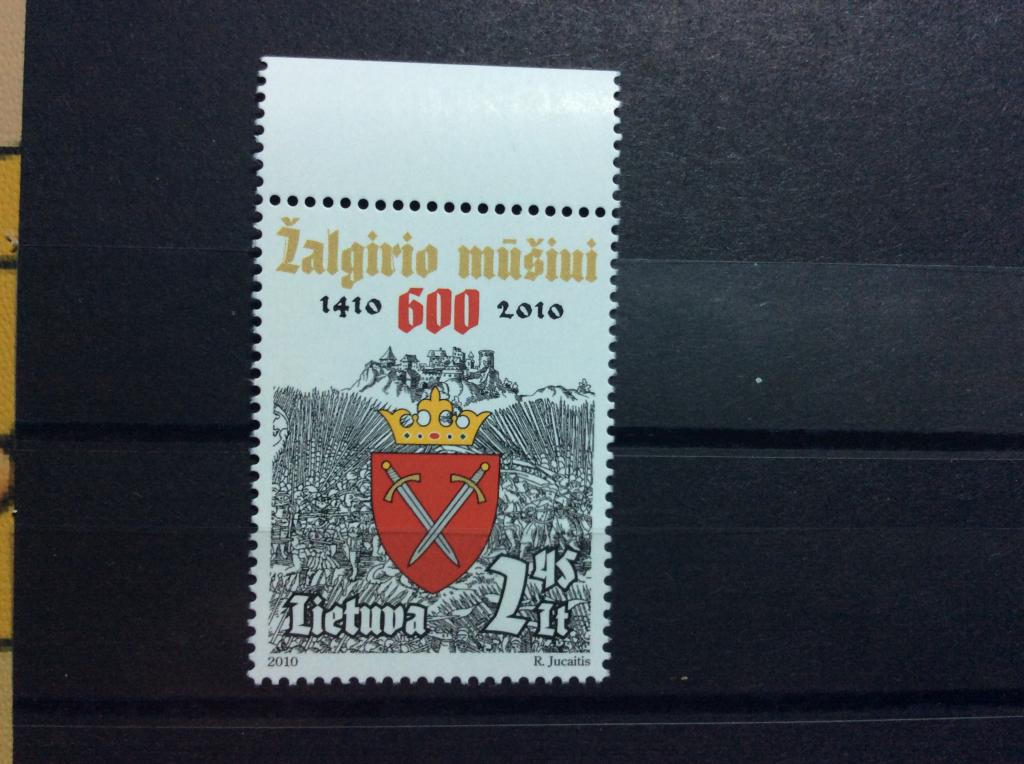 Žalgirio mūšiui
1410 600 2010
Lietuva 2,45 Lt.
2010 R. Jucaitis